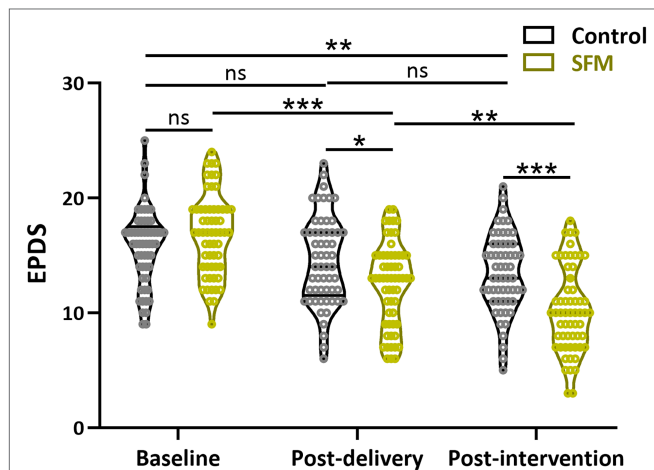 Control
SFM
**
ns
ns
***
**
ns
*
***
30
20
10
0
EPDS
Baseline
Post-delivery
Post-intervention